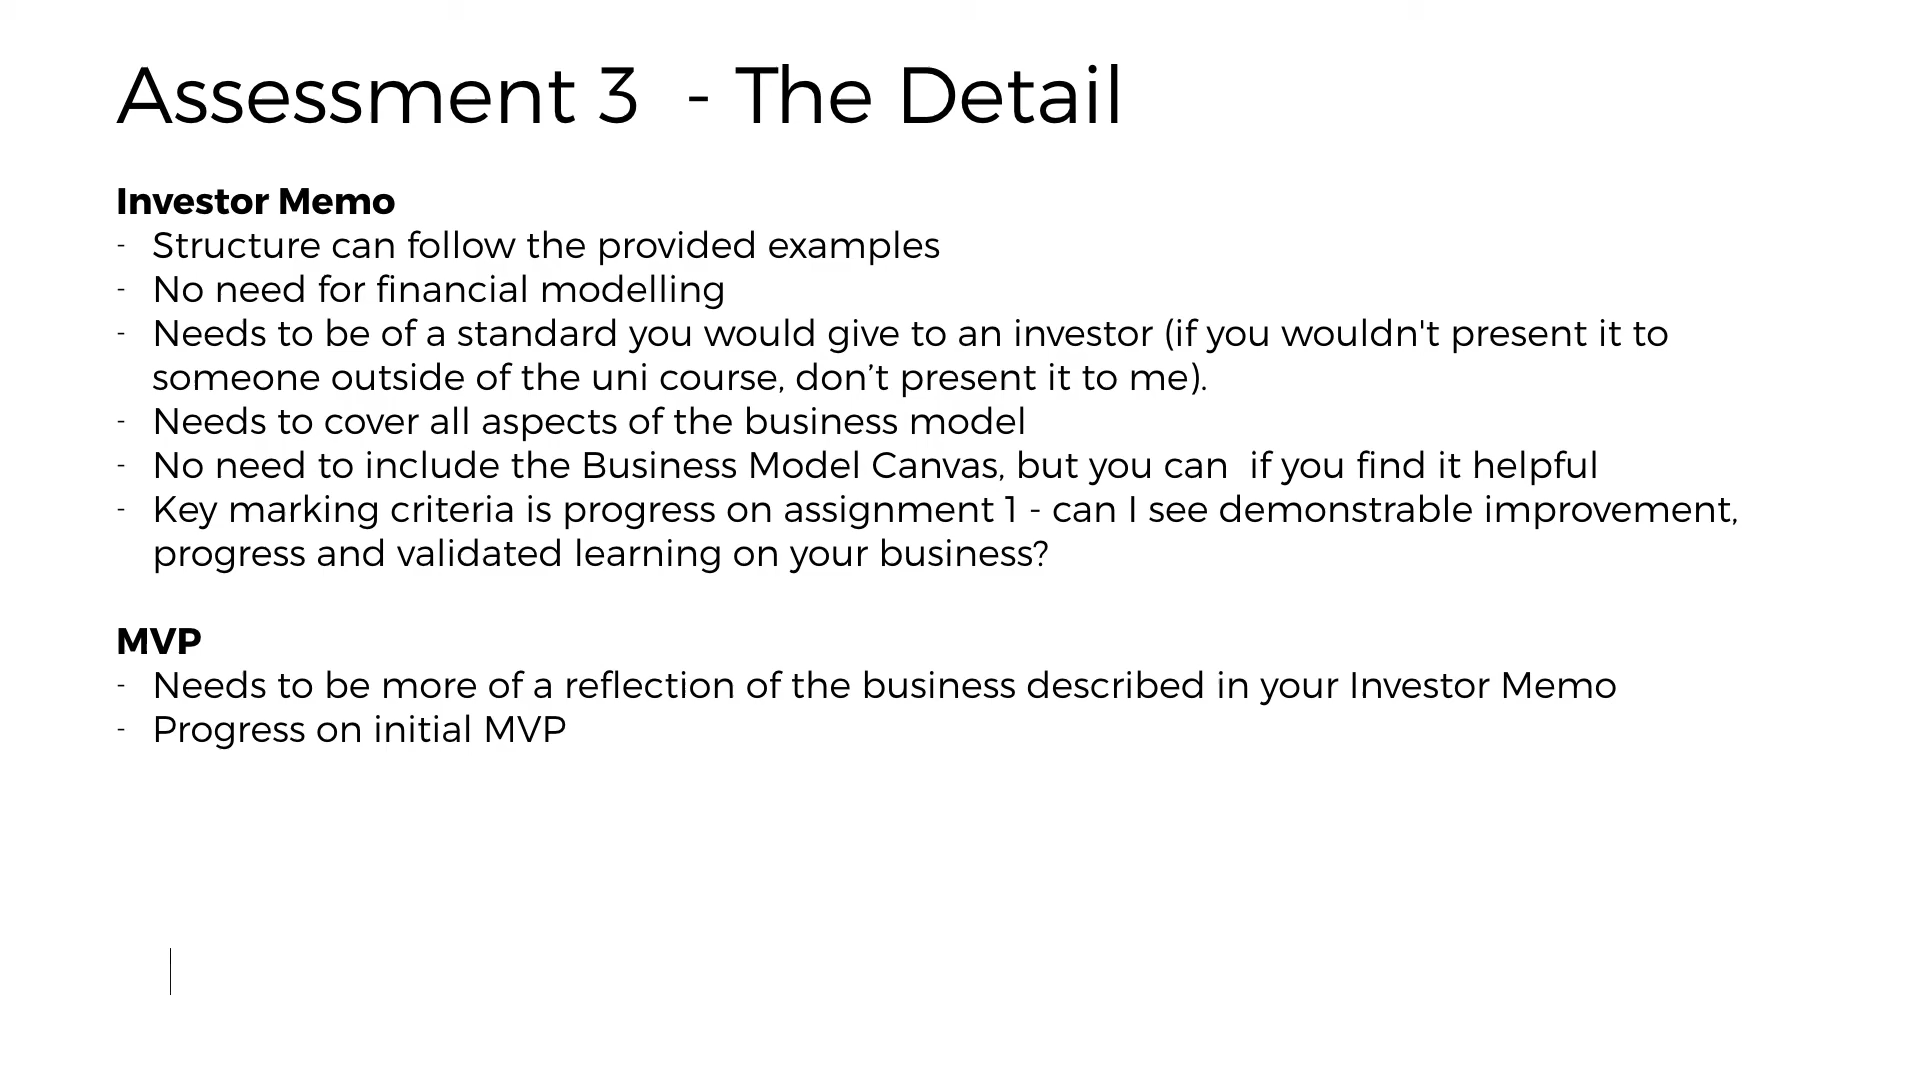 Assessment 3  - The Detail
Investor Memo
- Structure can follow the provided examples
- No need for financial modelling
- Needs to be of a standard you would give to an investor (if you wouldn't present it to
someone outside of the uni course, don’t present it to me).
- Needs to cover all aspects of the business model
- No need to include the Business Model Canvas, but you can  if you find it helpful
- Key marking criteria is progress on assignment 1 - can I see demonstrable improvement,
progress and validated learning on your business?
MVP
- Needs to be more of a reflection of the business described in your Investor Memo
- Progress on initial MVP